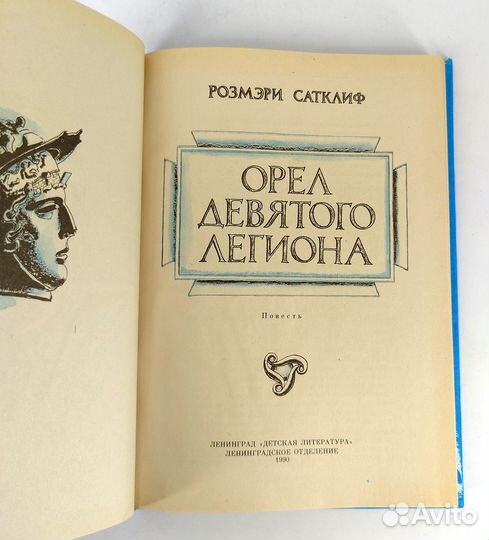 РОЗМЭРИ САТКЛИФ
ОРЕЛ
ДЕВЯТОГО
ЛЕГИОНА
Повесть
ЛЕНИНГРАД «ДЕТСКАЯ ЛИТЕРАТУРА»
ЛЕНИНГРАДСКОЕ ОТДЕЛЕНИЕ
1990
Avito